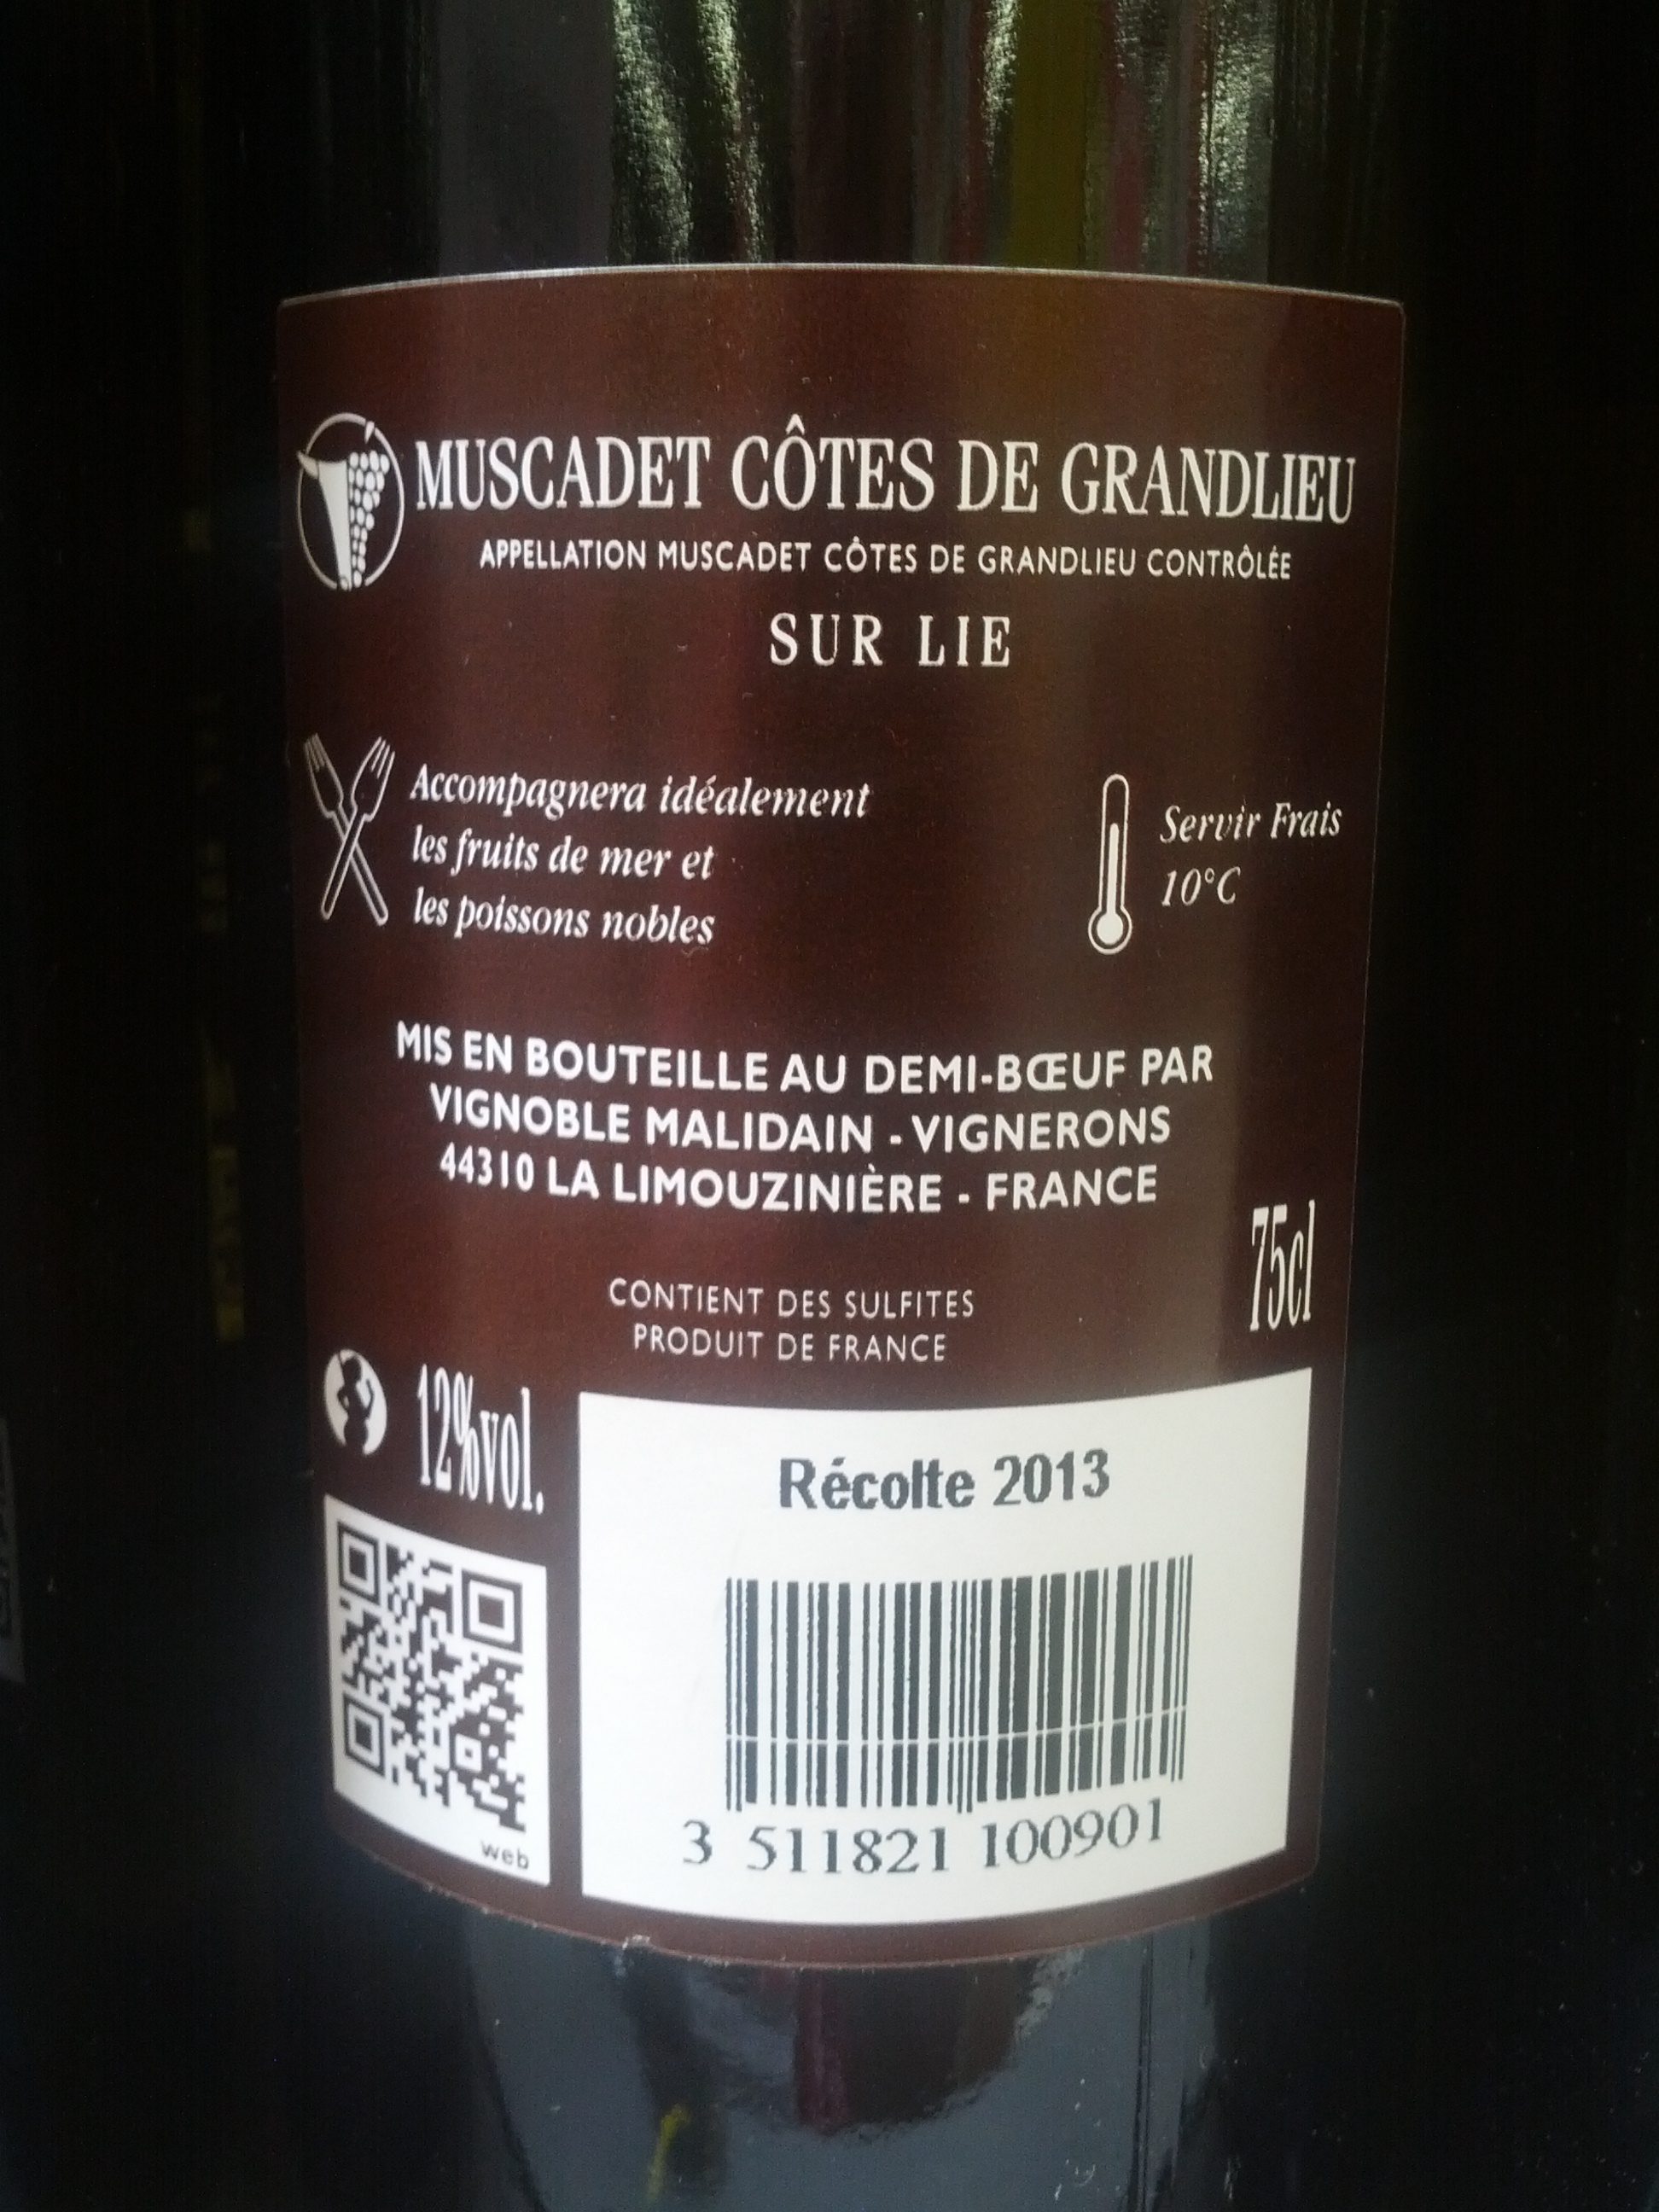 MUSCADET CÔTES DE GRANDLIEU
APPELLATION MUSCADET CÔTES DE GRANDLIEU CONTRÔLÉE
SUR LIE
Accompagnera idéalement
les fruits de mer et
les poissons nobles
Servir Frais
10°C
MIS EN BOUTEILLE AU DEMI-BŒUF PAR
VIGNOBLE MALIDAIN - VIGNERONS
44310 LA LIMOUZINIÈRE - FRANCE
75cl
CONTIENT DES SULFITES
PRODUIT DE FRANCE
12%vol.
Récolte 2013
3 511821 100901
web